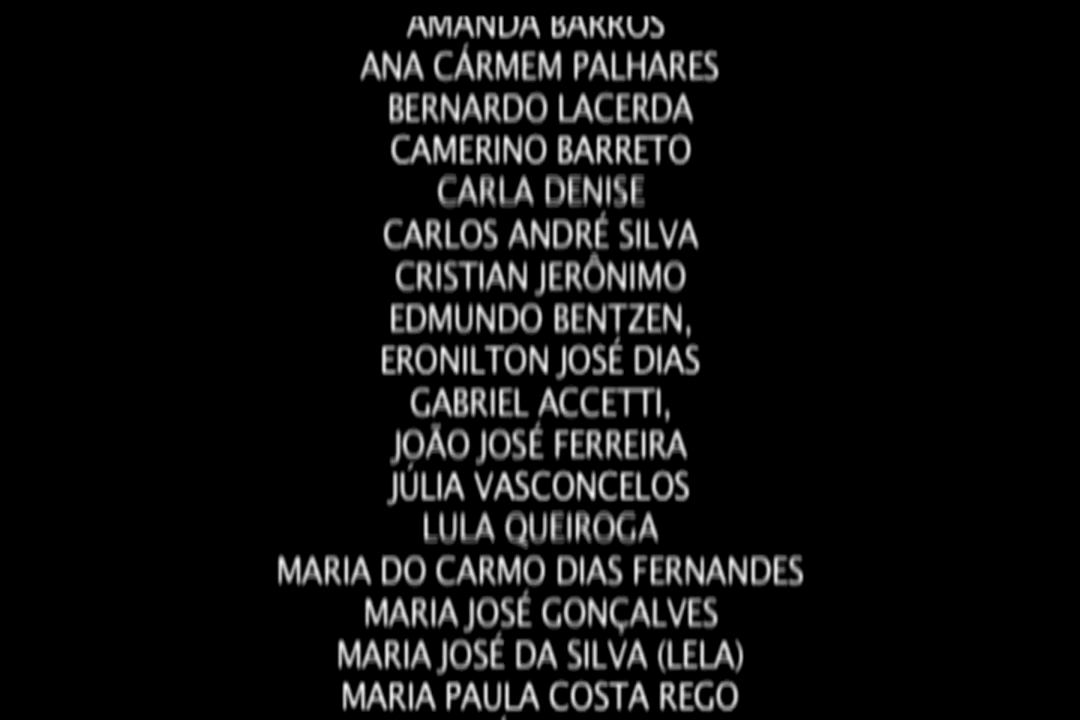 AMANDA BARROS
ANA CÁRMEM PALHARES
BERNARDO LACERDA
CAMERINO BARRETO
CARLA DENISE
CARLOS ANDRÉ SILVA
CRISTIAN JERÔNIMO
EDMUNDO BENTZEN,
ERONILTON JOSÉ DIAS
GABRIEL ACCETTI,
JOÃO JOSÉ FERREIRA
JÚLIA VASCONCELOS
LULA QUEIROGA
MARIA DO CARMO DIAS FERNANDES
MARIA JOSÉ GONÇALVES
MARIA JOSÉ DA SILVA (LELA)
MARIA PAULA COSTA REGO